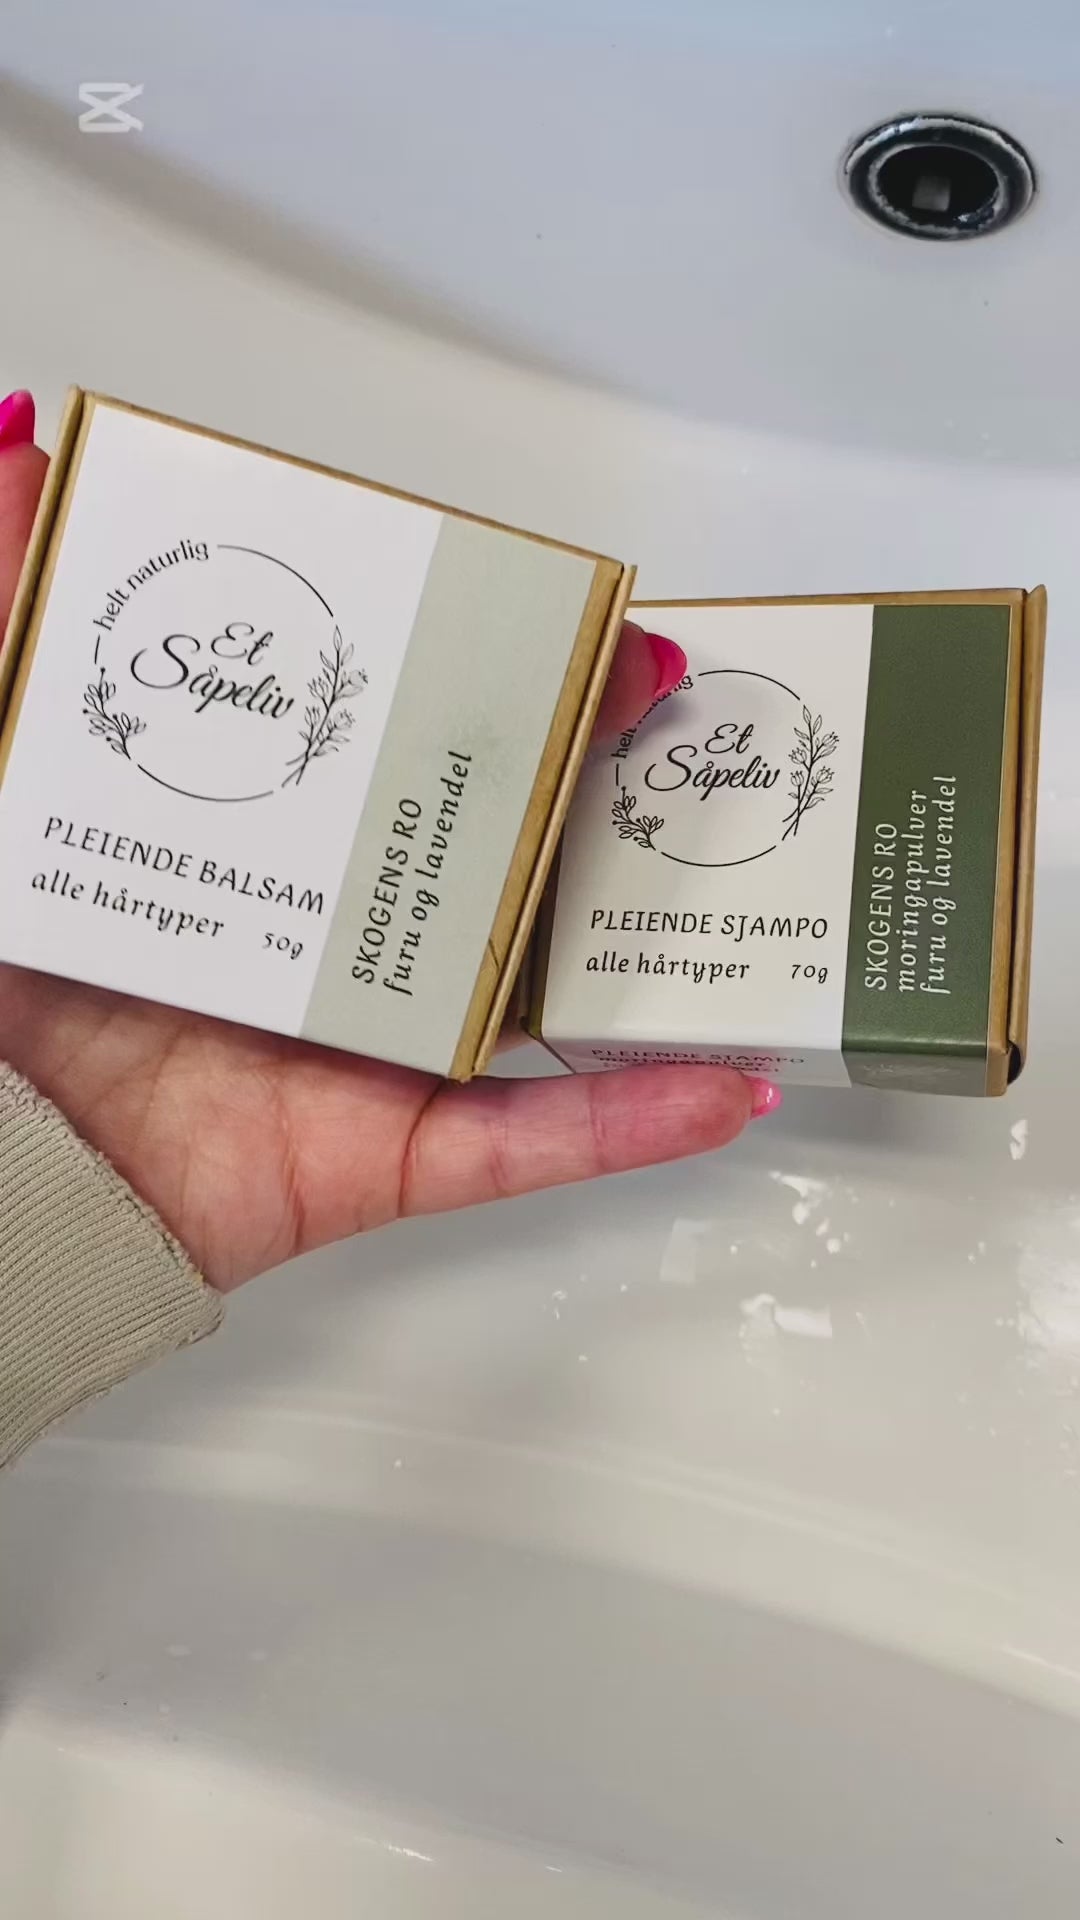 helt naturlig
Et
Såpeliv
PLEIENDE BALSAM
alle hårtyper 50g
SKOGENS RO
furu og lavendel
helt
Et
Såpeliv
PLEIENDE SJAMPO
alle hårtyper 70g
SKOGENS RO
moringapulver
furu og lavendel
PLEIENDE SJAMPO
moringapulver